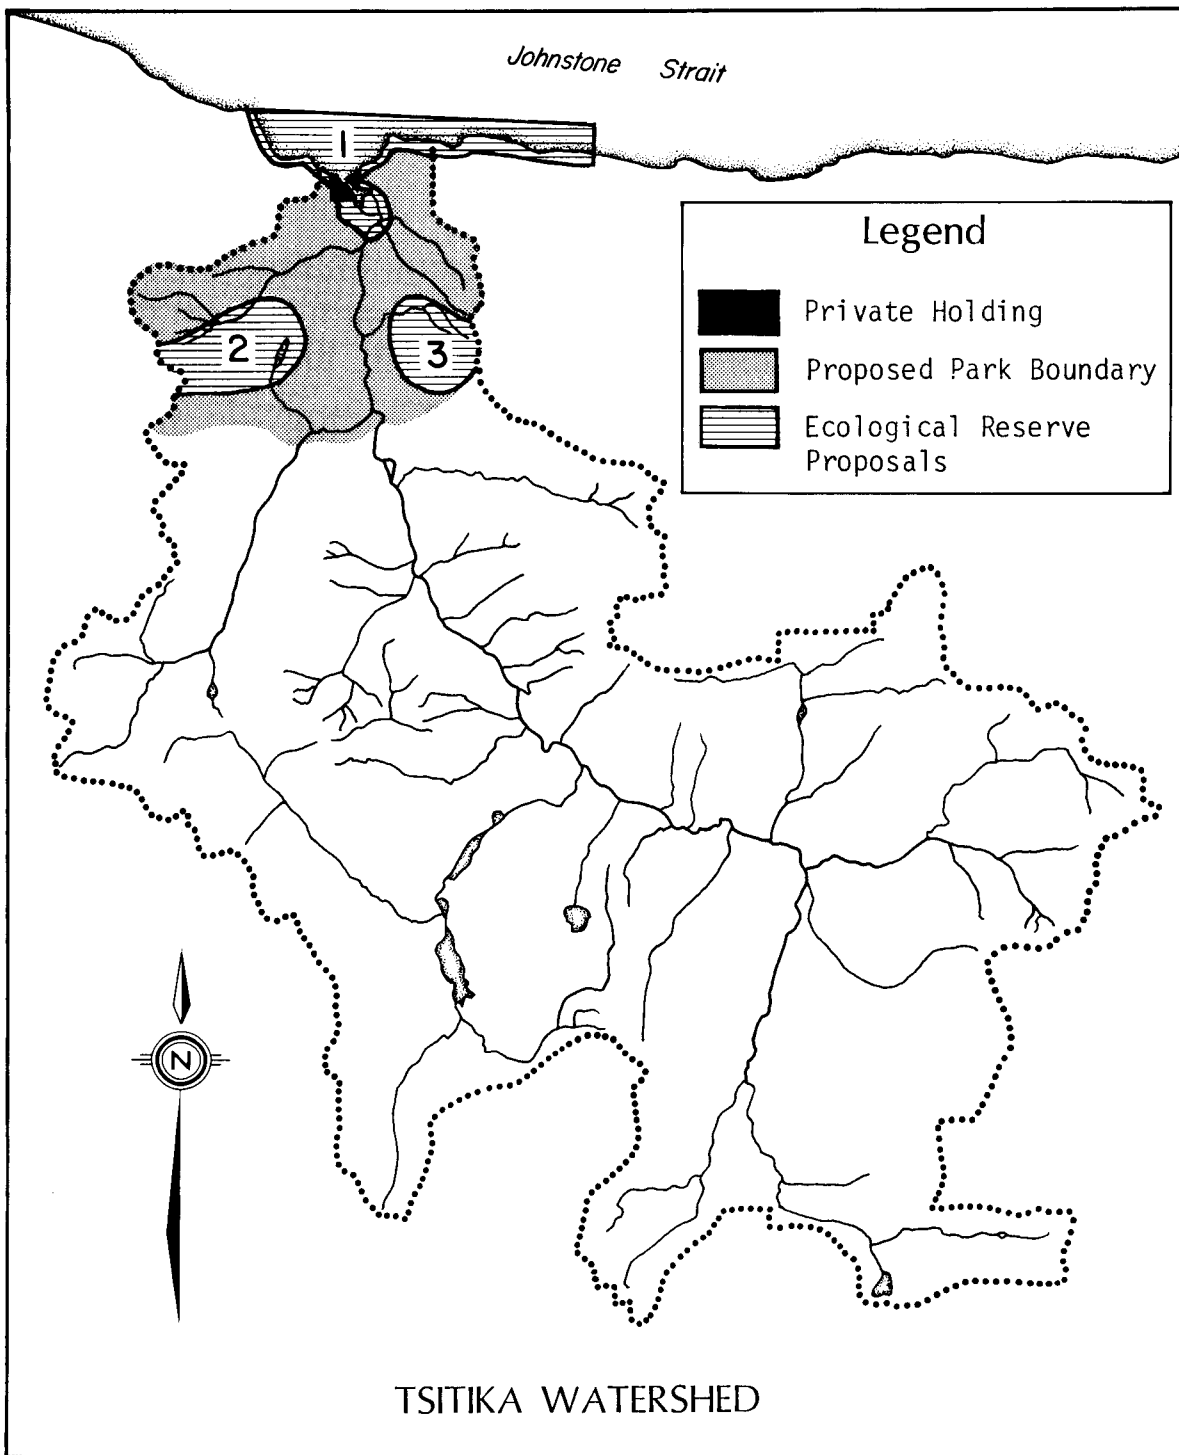 Johnstone Strait
1
2
3
Legend
Private Holding
Proposed Park Boundary
Ecological Reserve
Proposals
N
TSITIKA WATERSHED